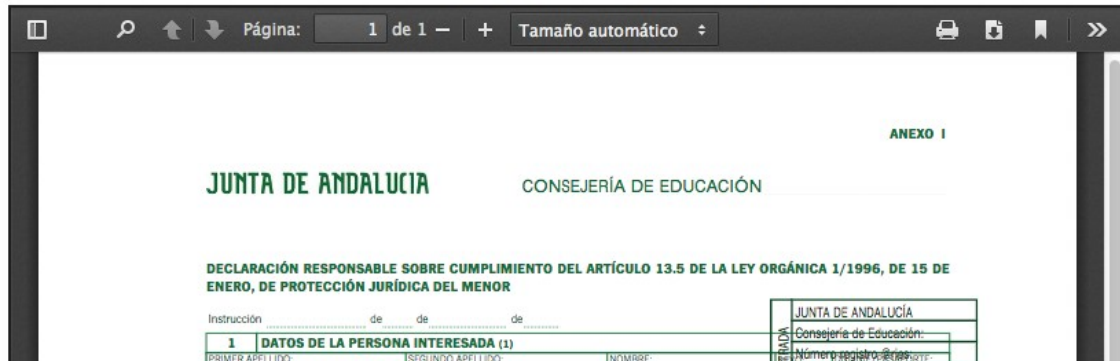 Página: 1 de 1 Tamaño automático
ANEXO I
JUNTA DE ANDALUCIA CONSEJERÍA DE EDUCACIÓN
DECLARACIÓN RESPONSABLE SOBRE CUMPLIMIENTO DEL ARTÍCULO 13.5 DE LA LEY ORGÁNICA 1/1996, DE 15 DE
ENERO, DE PROTECCIÓN JURÍDICA DEL MENOR
Instrucción de de de
JUNTA DE ANDALUCÍA
Consejería de Educación:
1 DATOS DE LA PERSONA INTERESADA (1)
Número registro
PRIMER APELLIDO: SEGUNDO APELLIDO: NOMBRE: